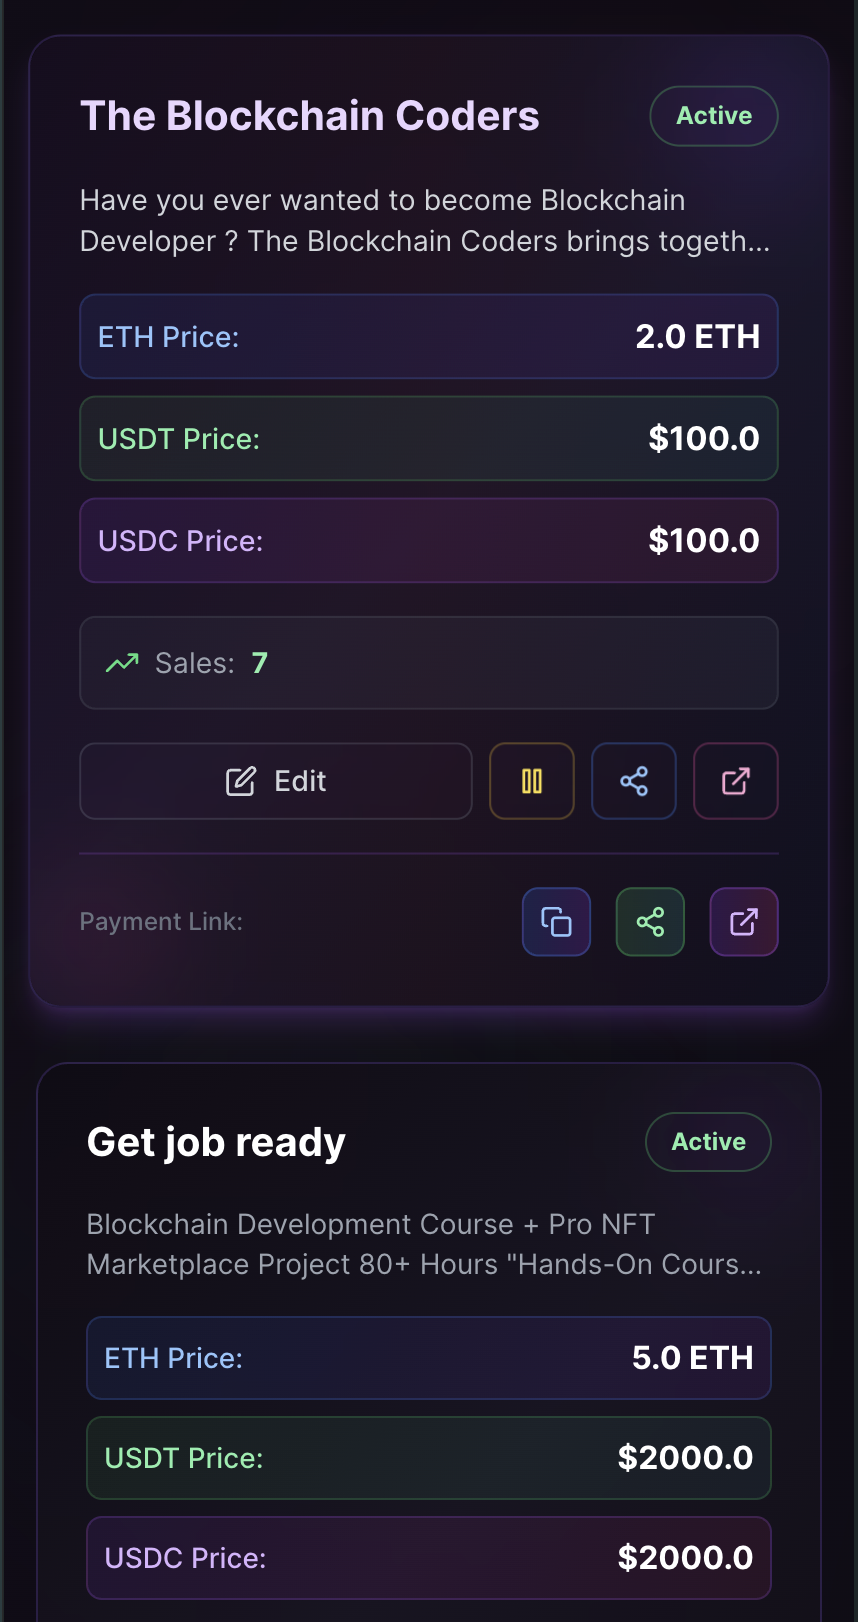 The Blockchain Coders
Active
Have you ever wanted to become Blockchain
Developer ? The Blockchain Coders brings togeth...
ETH Price:
2.0 ETH
USDT Price:
$100.0
USDC Price:
$100.0
Sales: 7
Edit
Payment Link:
Get job ready
Active
Blockchain Development Course + Pro NFT
Marketplace Project 80+ Hours "Hands-On Cours...
ETH Price:
5.0 ETH
USDT Price:
$2000.0
USDC Price:
$2000.0